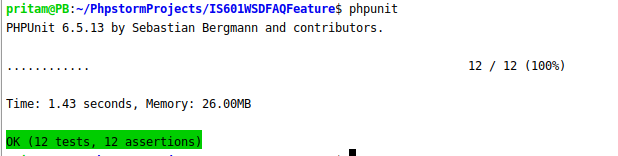 pritam@PB:~/PhpstormProjects/IS601WSDFAQFeature$ phpunit
PHPUnit 6.5.13 by Sebastian Bergmann and contributors.
............ 12 / 12 (100%)
Time: 1.43 seconds, Memory: 26.00MB
OK (12 tests, 12 assertions)